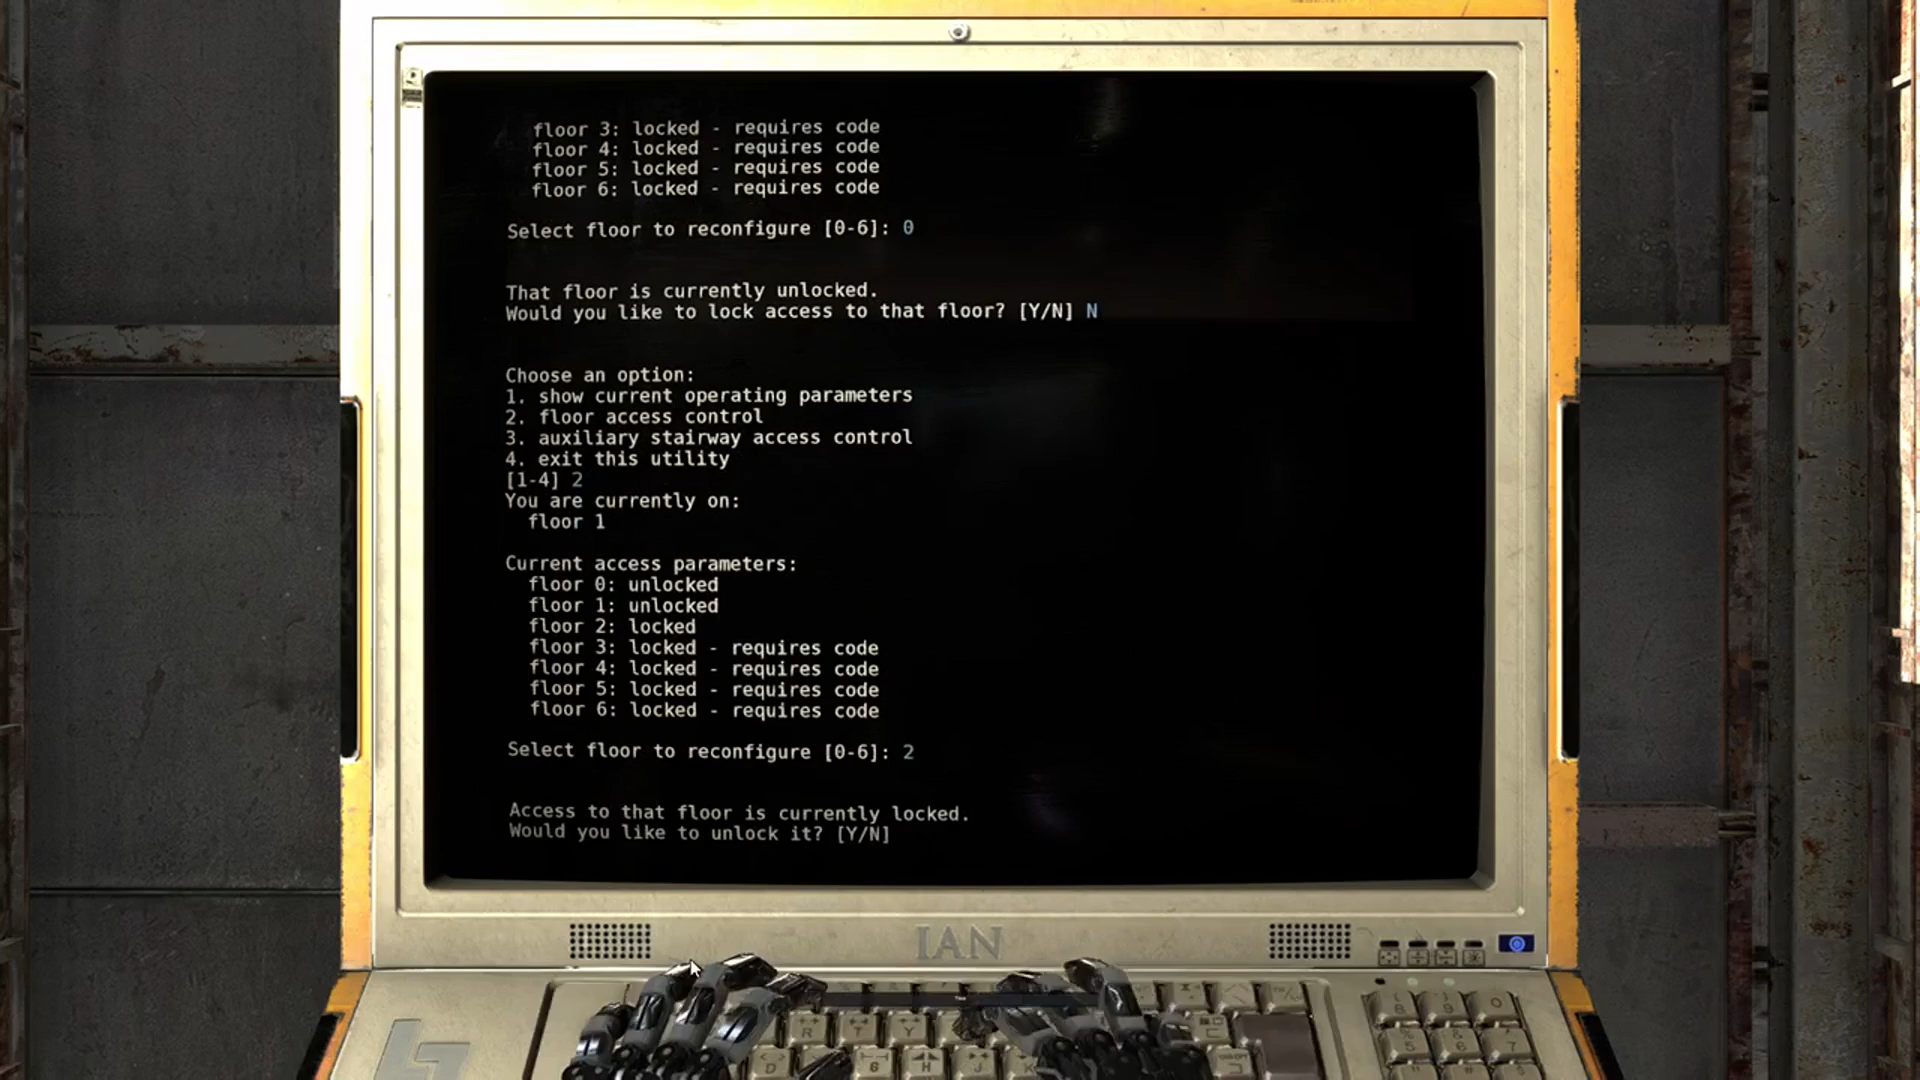 floor 3: locked - requires code
floor 4: locked - requires code
floor 5: locked - requires code
floor 6: locked - requires code
Select floor to reconfigure [0-6]: 0
That floor is currently unlocked.
Would you like to lock access to that floor? [Y/N] N
Choose an option:
1. show current operating parameters
2. floor access control
3. auxiliary stairway access control
4. exit this utility
[1-4] 2
You are currently on:
floor 1
Current access parameters:
floor 0: unlocked
floor 1: unlocked
floor 2: locked
floor 3: locked - requires code
floor 4: locked - requires code
floor 5: locked - requires code
floor 6: locked - requires code
Select floor to reconfigure [0-6]: 2
Access to that floor is currently locked.
Would you like to unlock it? [Y/N]
IAN
R T Y
D G H J K